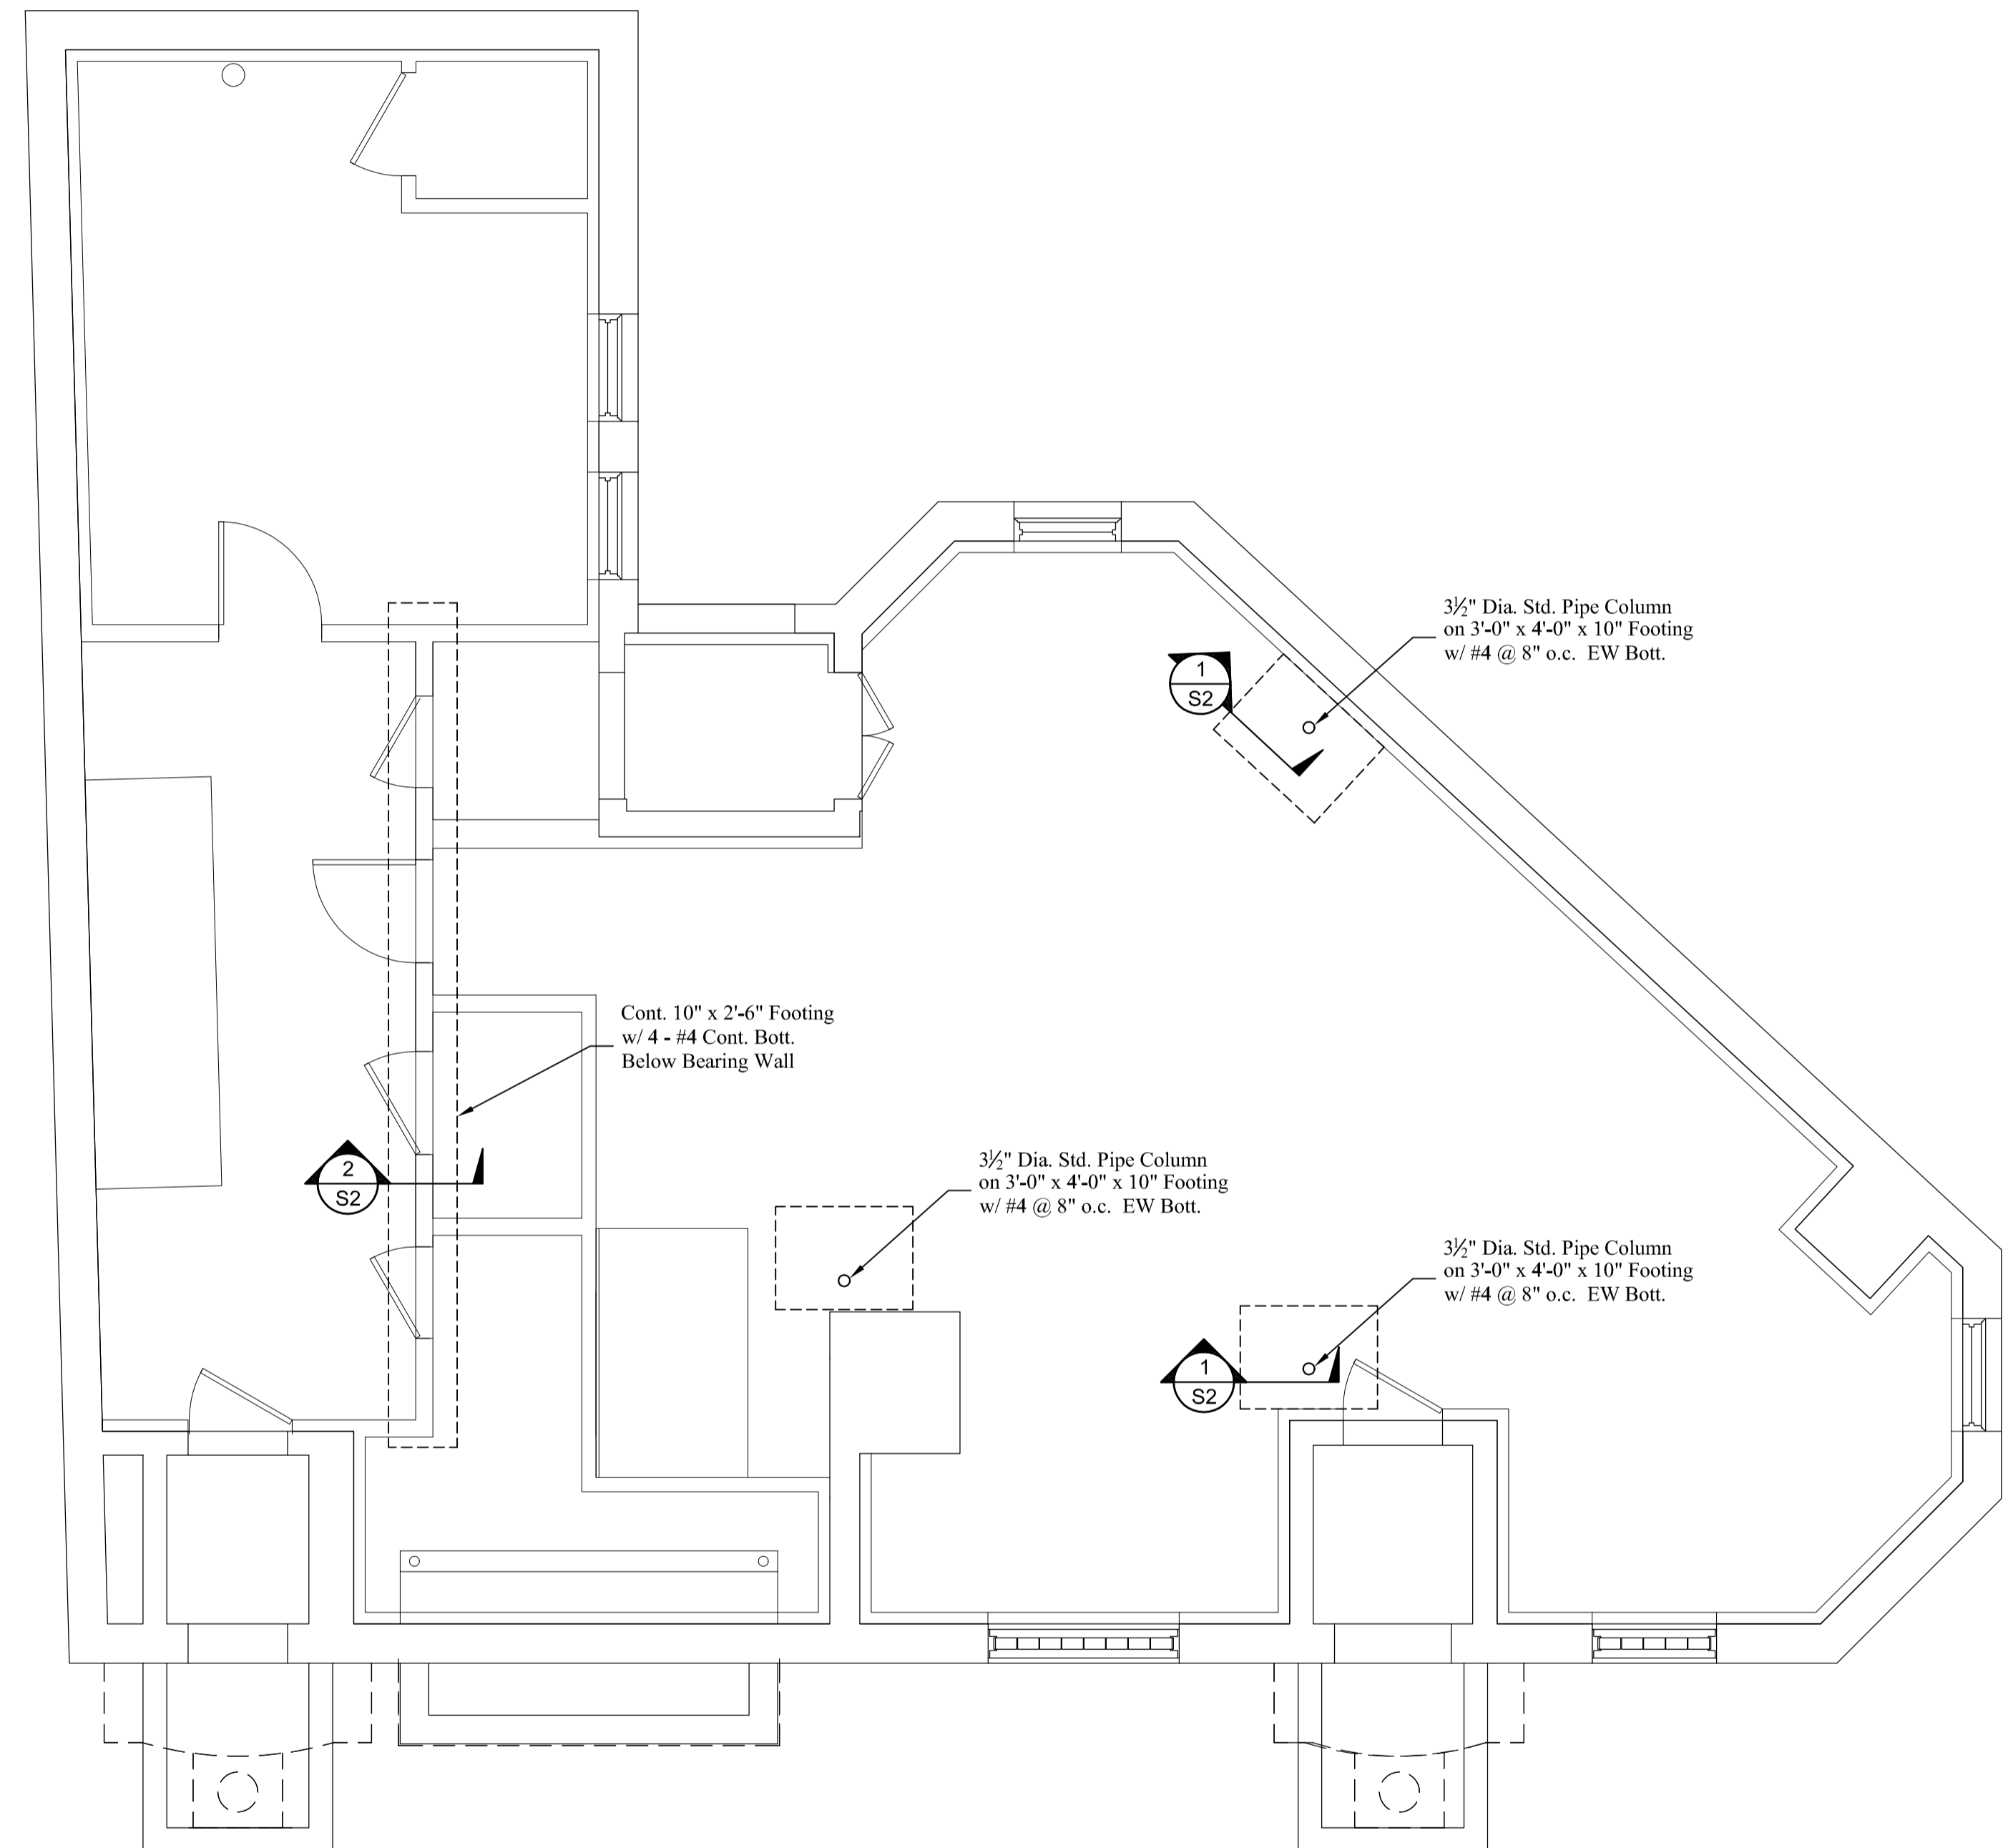 3½" Dia. Std. Pipe Column
on 3'-0" x 4'-0" x 10" Footing
w/ #4 @ 8" o.c.  EW Bott.
1
S2
Cont. 10" x 2'-6" Footing
w/ 4 - #4 Cont. Bott.
Below Bearing Wall
2
S2
3½" Dia. Std. Pipe Column
on 3'-0" x 4'-0" x 10" Footing
w/ #4 @ 8" o.c.  EW Bott.
3½" Dia. Std. Pipe Column
on 3'-0" x 4'-0" x 10" Footing
w/ #4 @ 8" o.c.  EW Bott.
1
S2